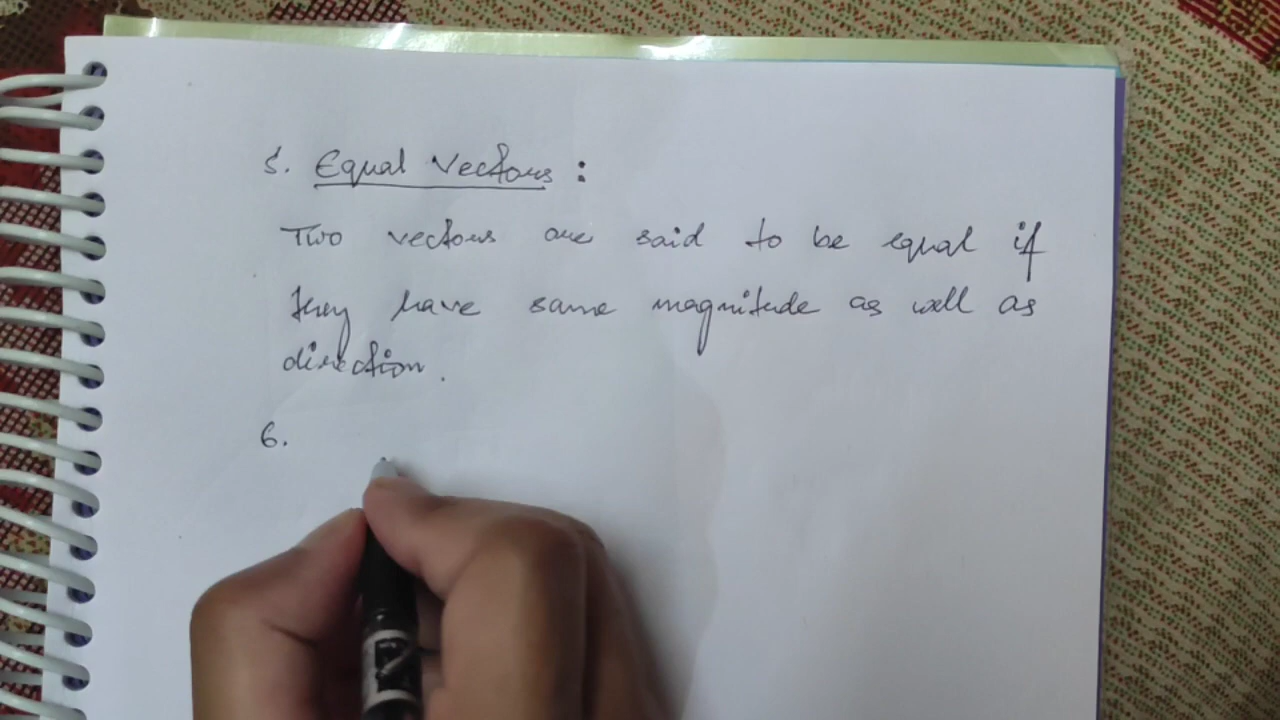 5. Equal Vectors :
Two vectors are said to be equal if
they have same magnitude as well as
direction.
6.